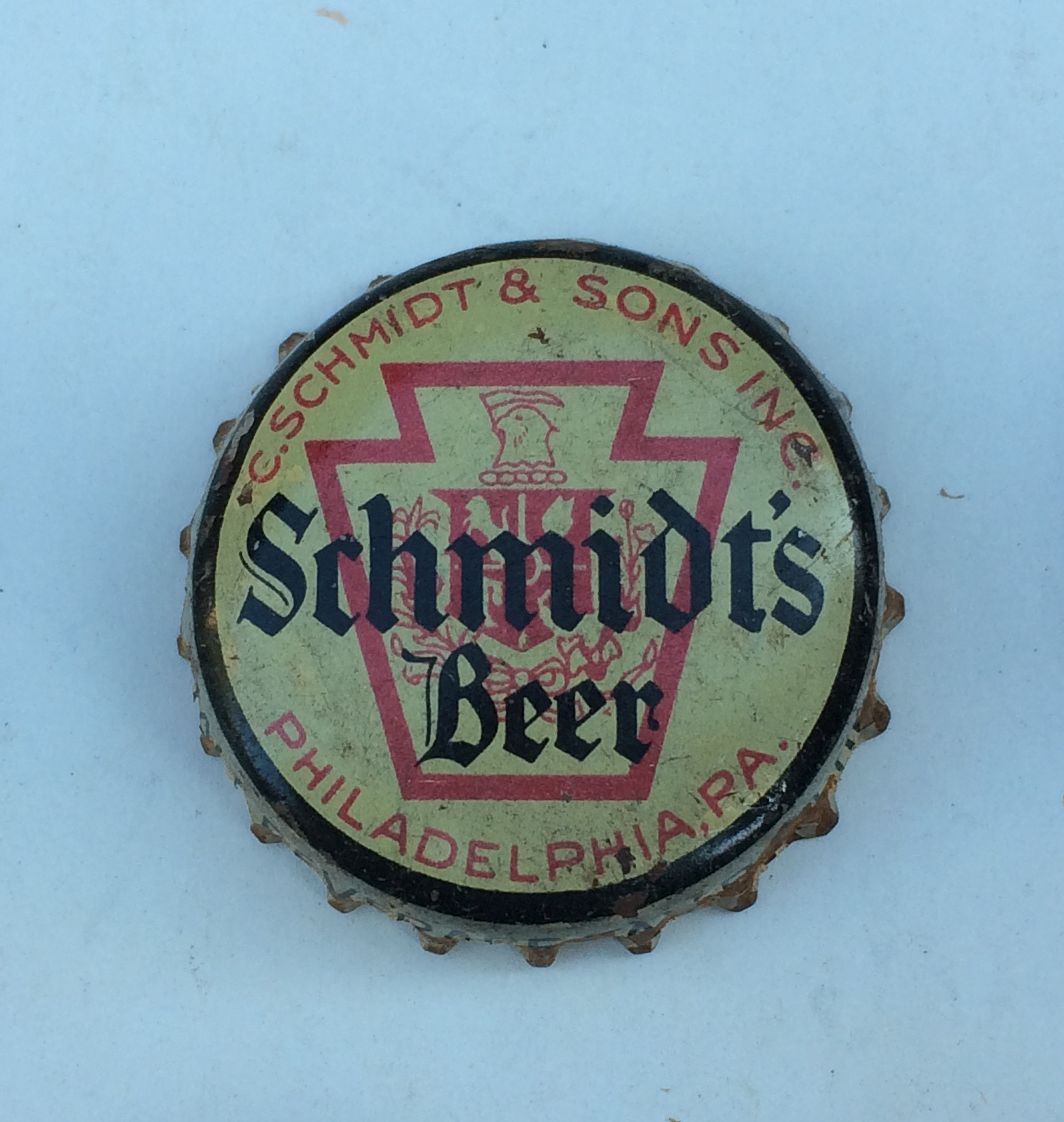 C. SCHMIDT & SONS INC.
Schmidt's
Beer
PHILADELPHIA, PA.